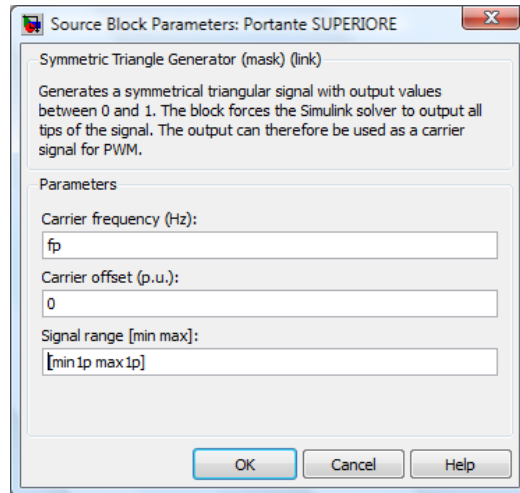 Source Block Parameters: Portante SUPERIORE
Symmetric Triangle Generator (mask) (link)
Generates a symmetrical triangular signal with output values
between 0 and 1. The block forces the Simulink solver to output all
tips of the signal. The output can therefore be used as a carrier
signal for PWM.
Parameters
Carrier frequency (Hz):
fp
Carrier offset (p.u.):
0
Signal range [min max]:
[min1p max1p]
OK Cancel Help